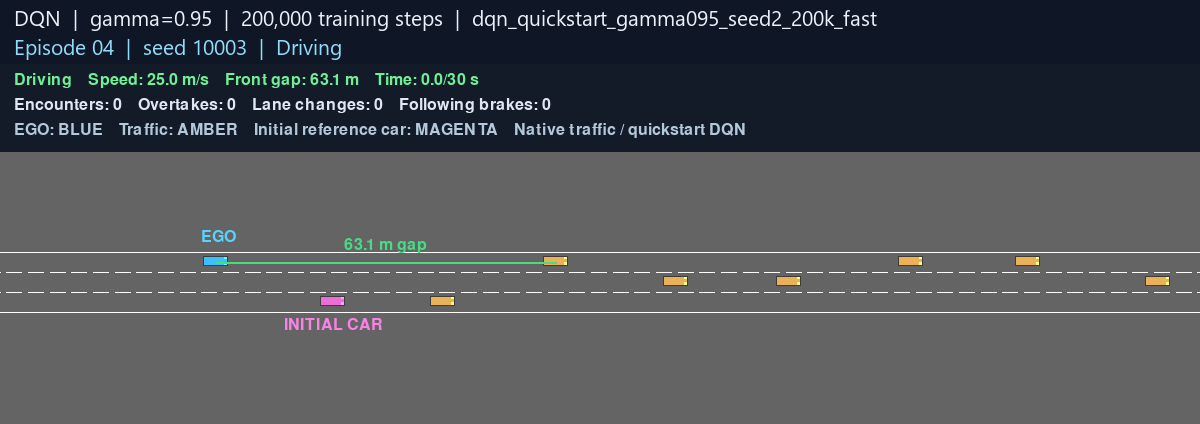 DQN | gamma=0.95 | 200,000 training steps | dqn_quickstart_gamma095_seed2_200k_fast
Episode 04 | seed 10003 | Driving
Driving Speed: 25.0 m/s Front gap: 63.1 m Time: 0.0/30 s
Encounters: 0 Overtakes: 0 Lane changes: 0 Following brakes: 0
EGO: BLUE Traffic: AMBER Initial reference car: MAGENTA Native traffic / quickstart DQN
EGO
63.1 m gap
INITIAL CAR